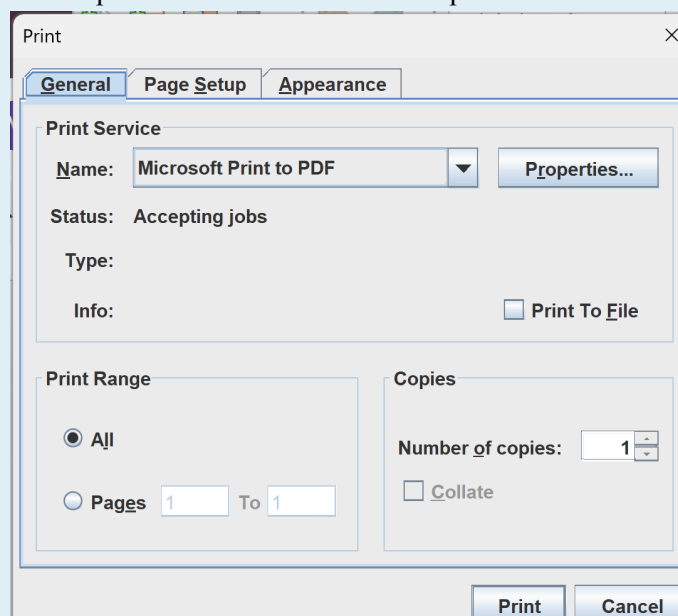 Print
General Page Setup Appearance
Print Service
Name: Microsoft Print to PDF Properties...
Status: Accepting jobs
Type:
Info: Print To File
Print Range
Copies
All
Number of copies: 1
Collate
Pages 1 To 1
Print Cancel